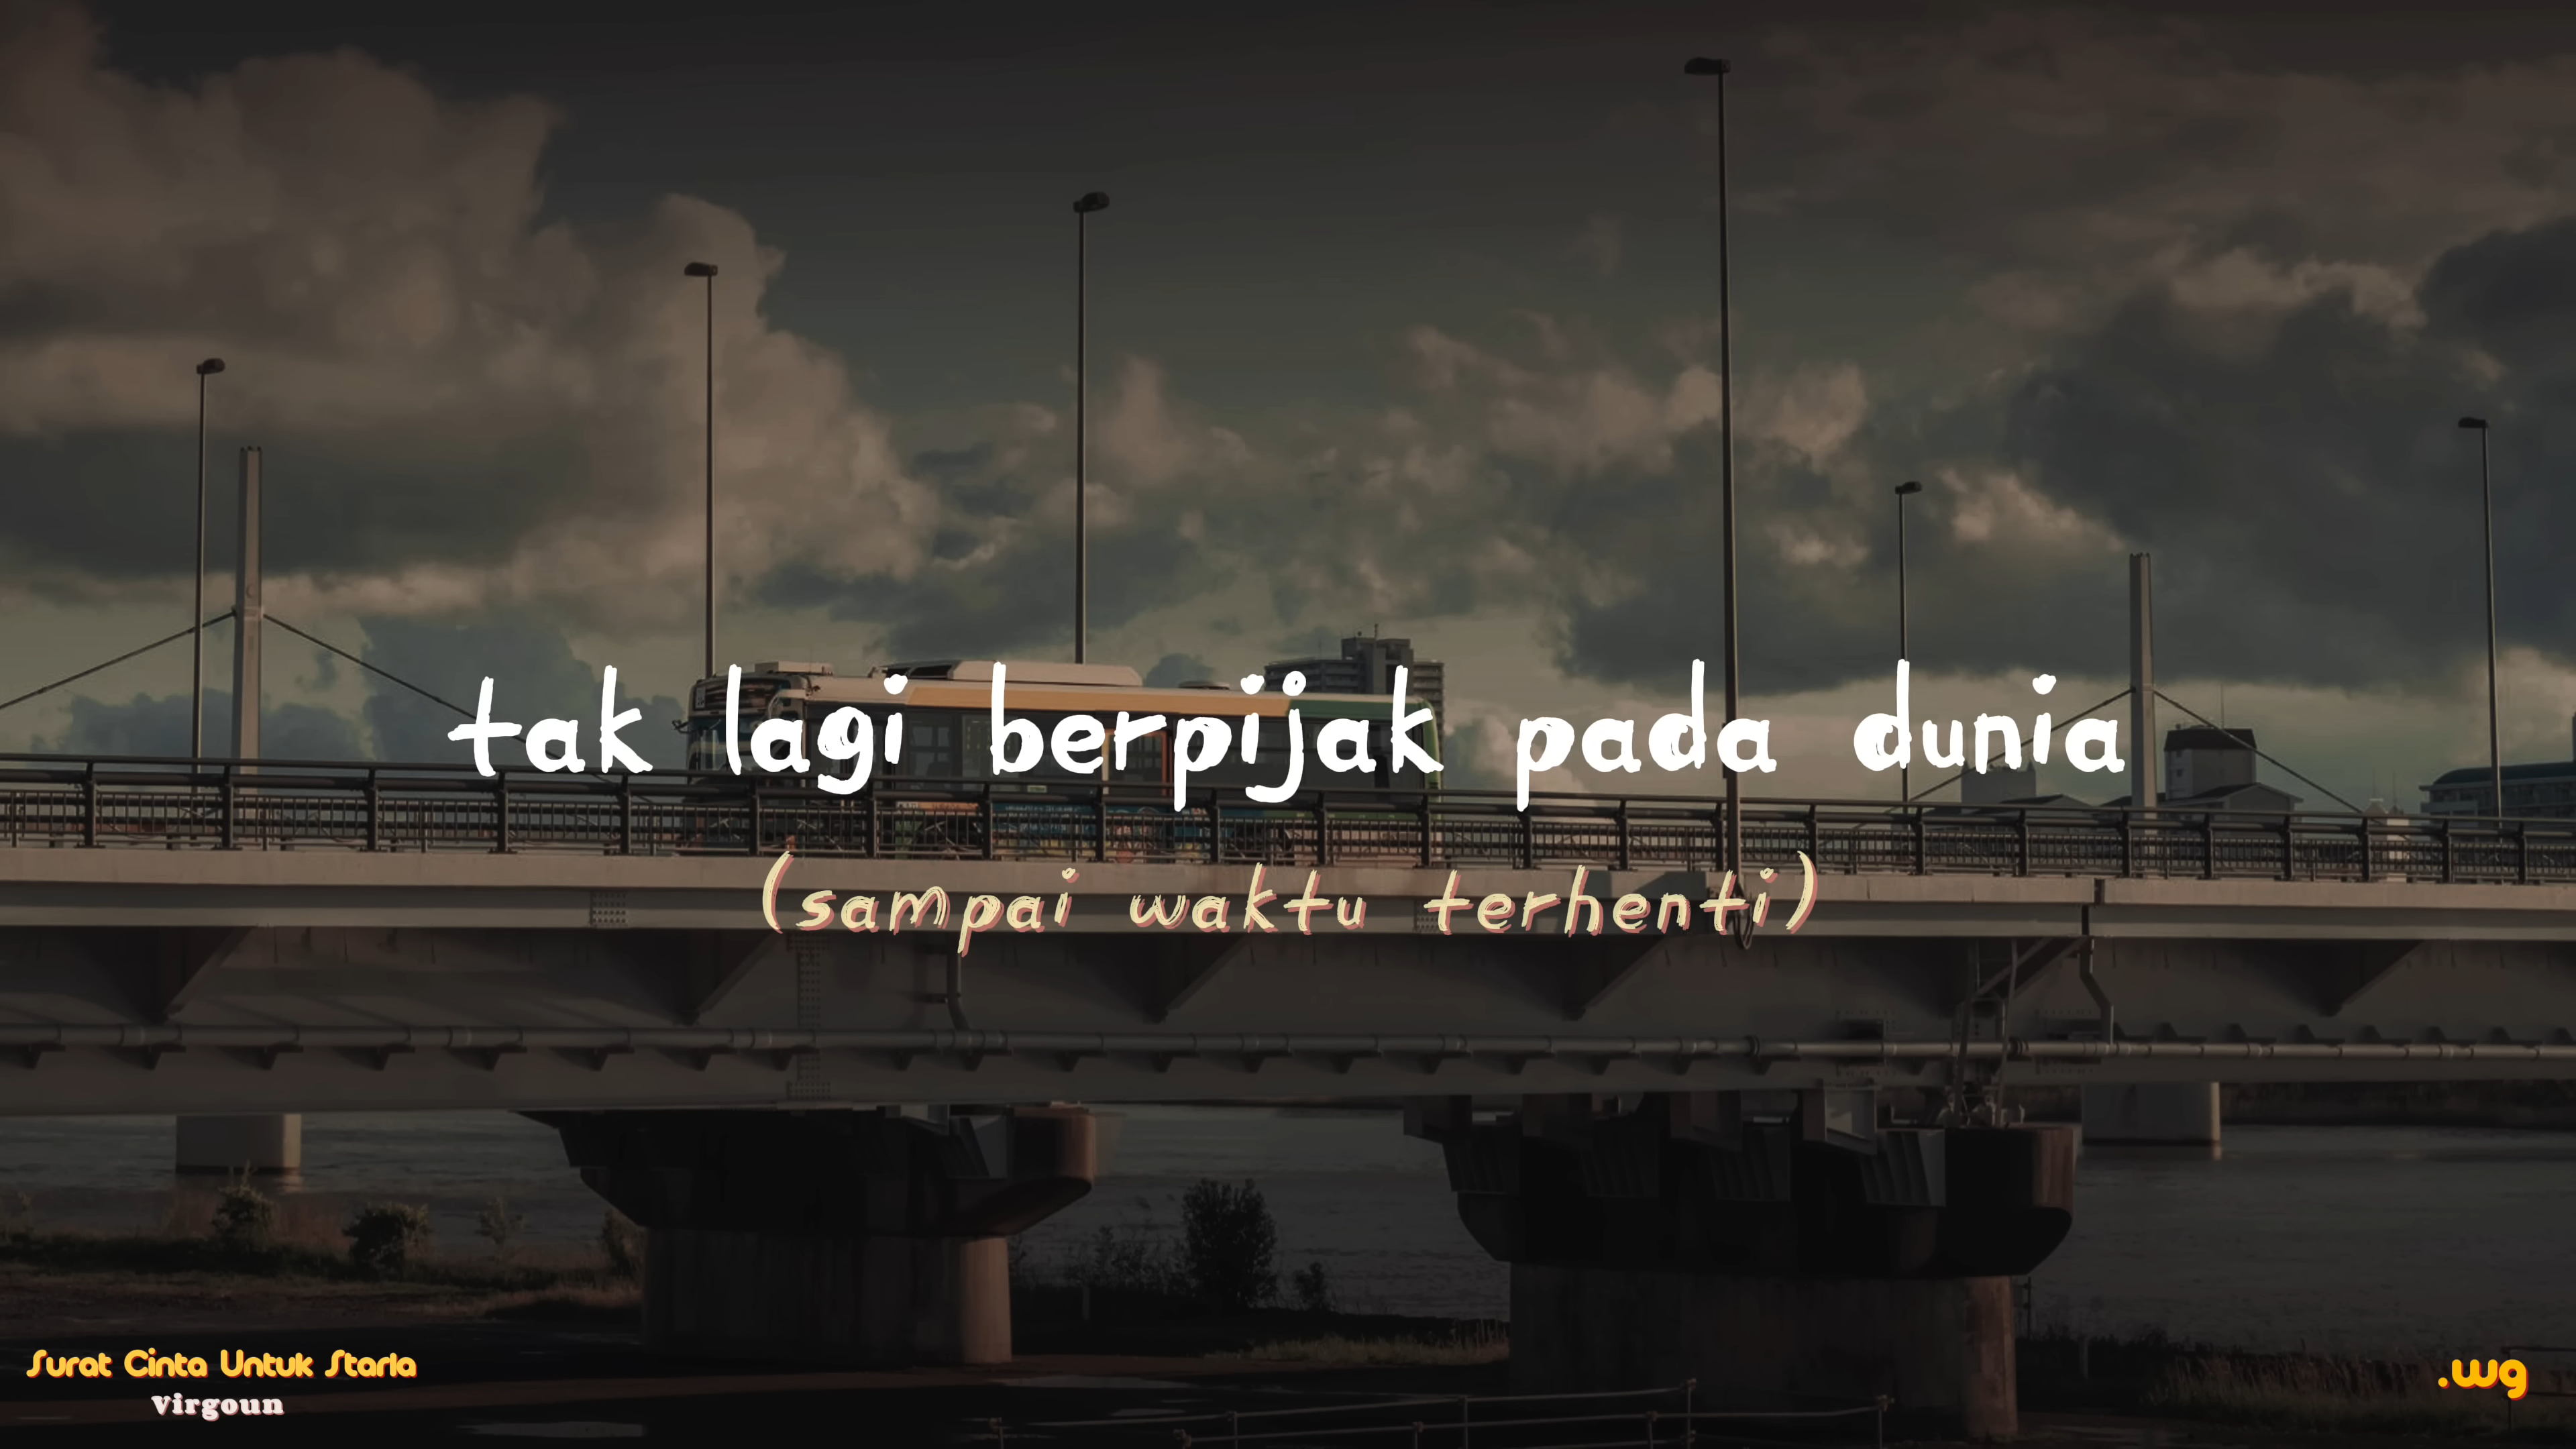 tak lagi berpijak pada dunia
(sampai waktu terhenti)
Surat Cinta Untuk Starla
Virgoun
.wg